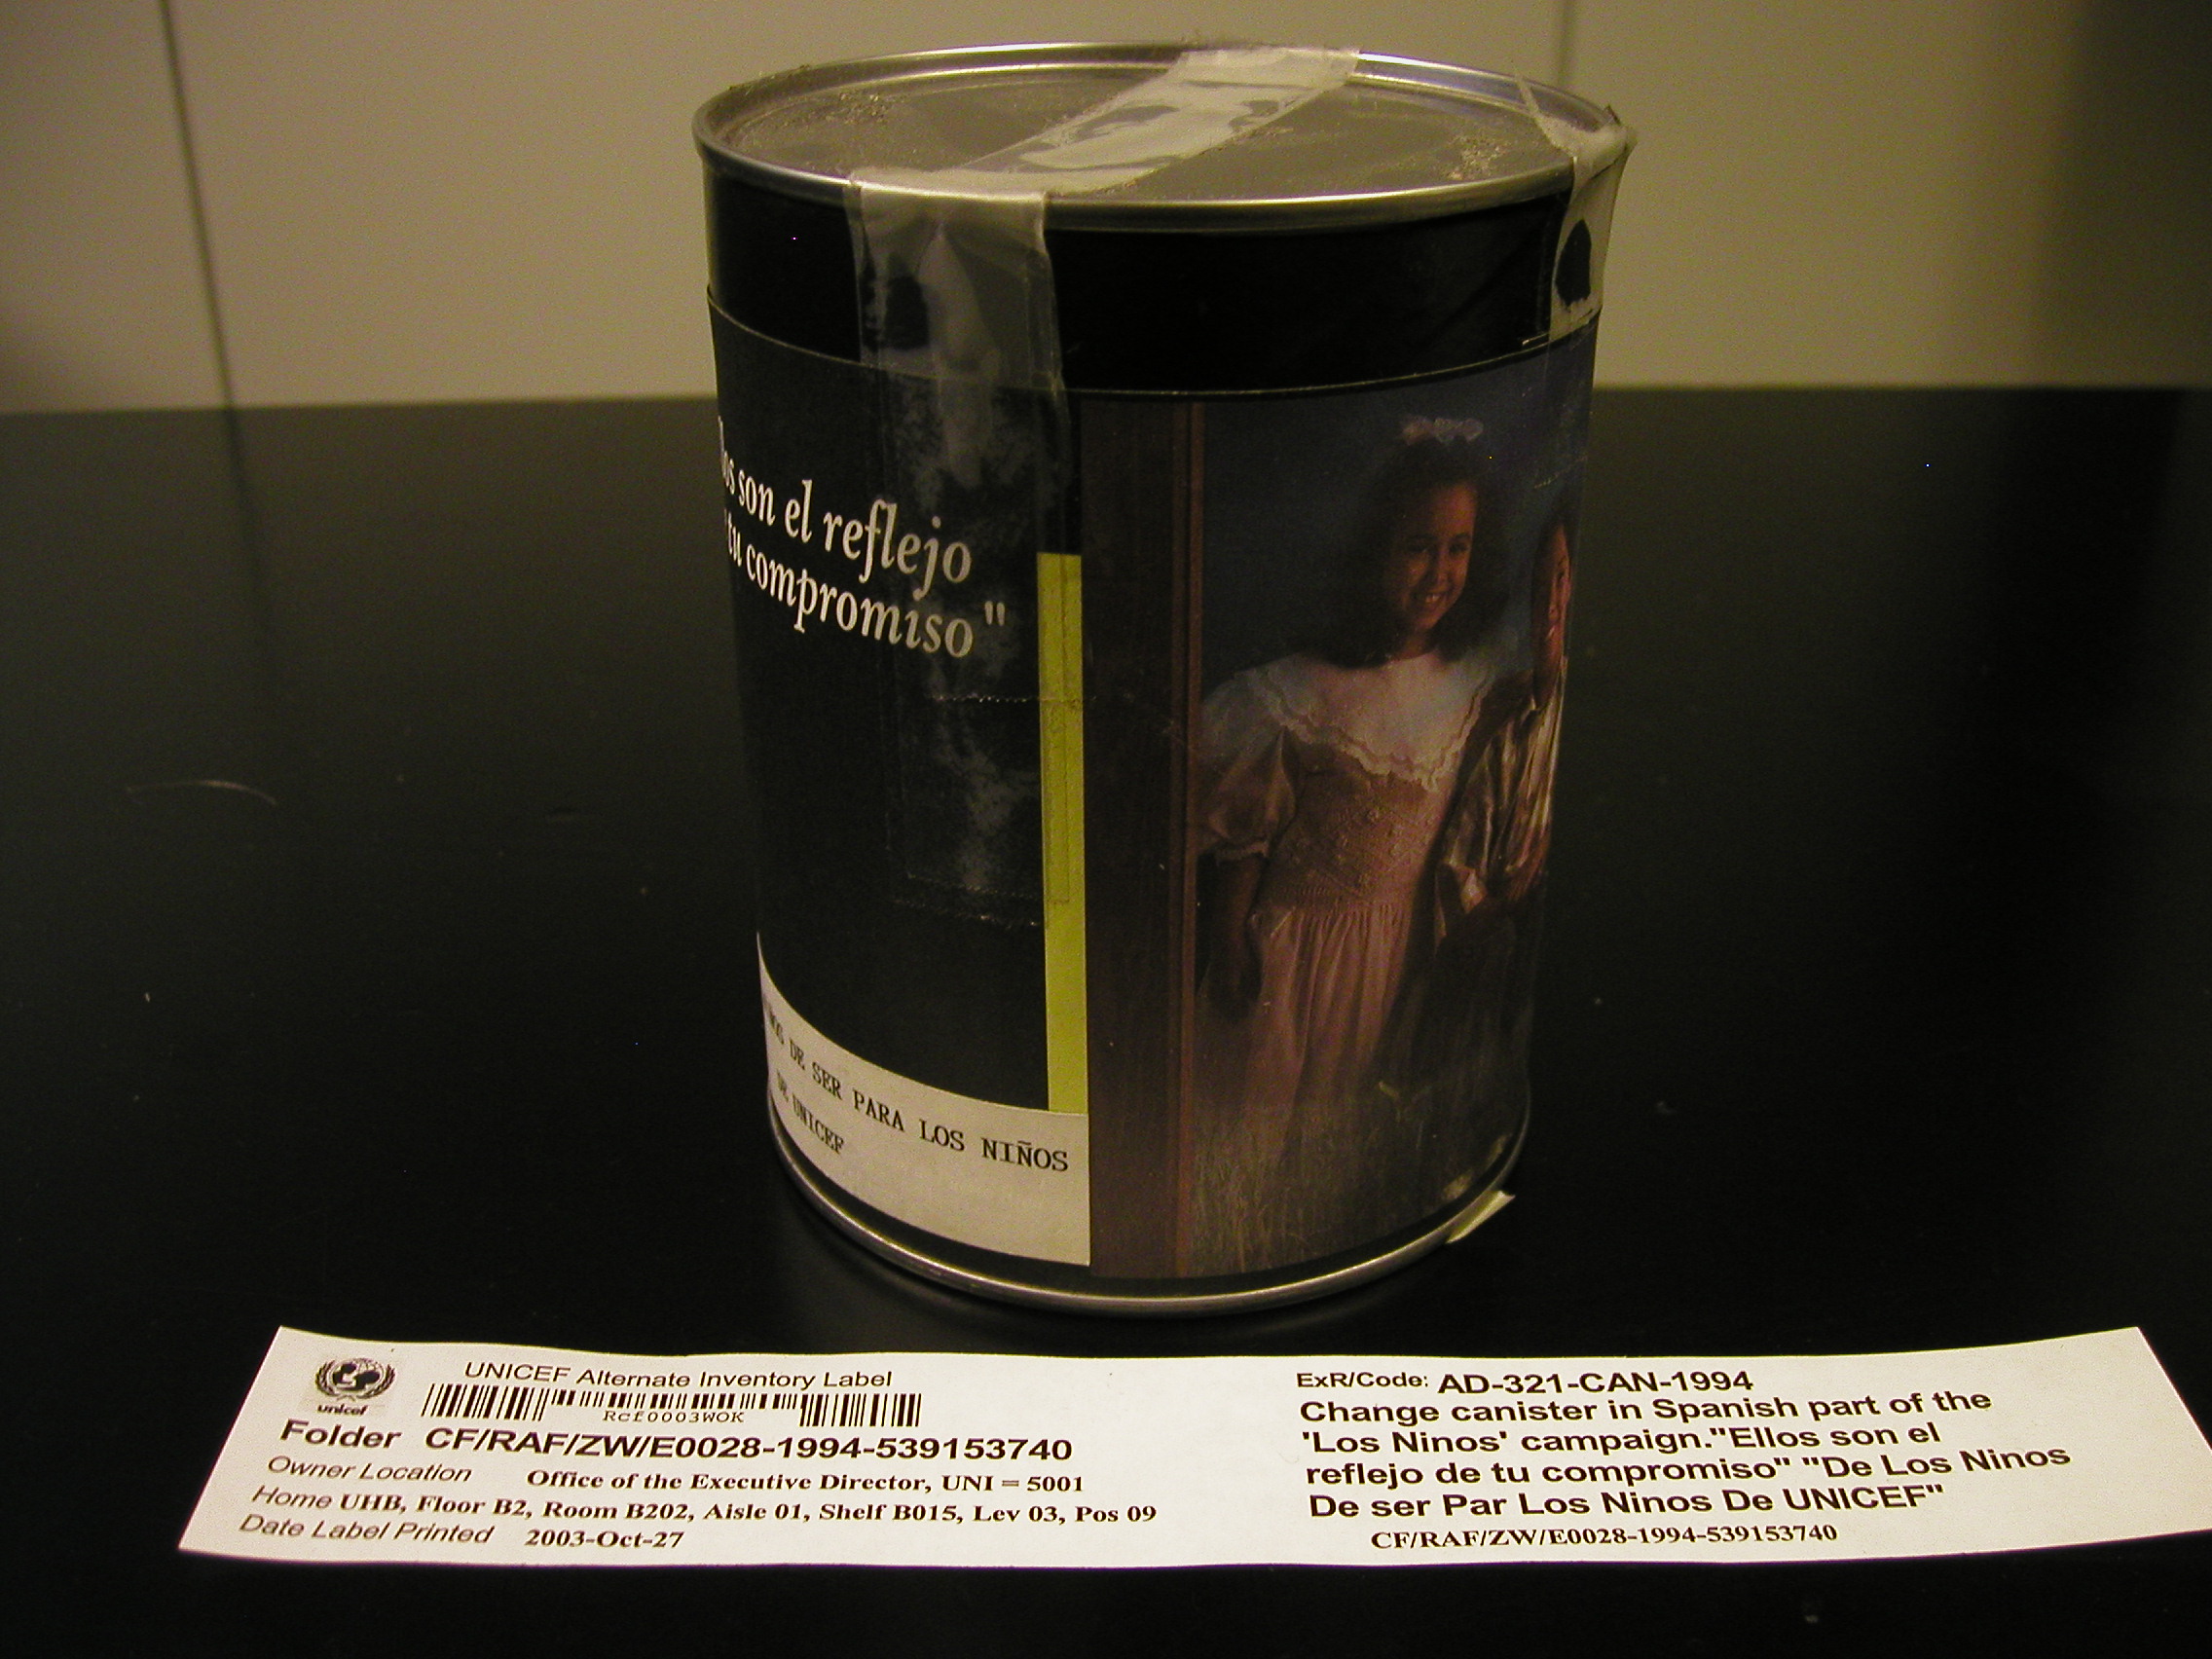 son el reflejo
tu compromiso"
DE SER PARA LOS NIÑOS
DE UNICEF
unicef
UNICEF Alternate Inventory Label
Rcf0003WOK
Folder CF/RAF/ZW/E0028-1994-539153740
Owner Location Office of the Executive Director, UNI = 5001
Home UHB, Floor B2, Room B202, Aisle 01, Shelf B015, Lev 03, Pos 09
Date Label Printed 2003-Oct-27
ExR/Code: AD-321-CAN-1994
Change canister in Spanish part of the
'Los Ninos' campaign."Ellos son el
reflejo de tu compromiso" "De Los Ninos
De ser Par Los Ninos De UNICEF"
CF/RAF/ZW/E0028-1994-539153740